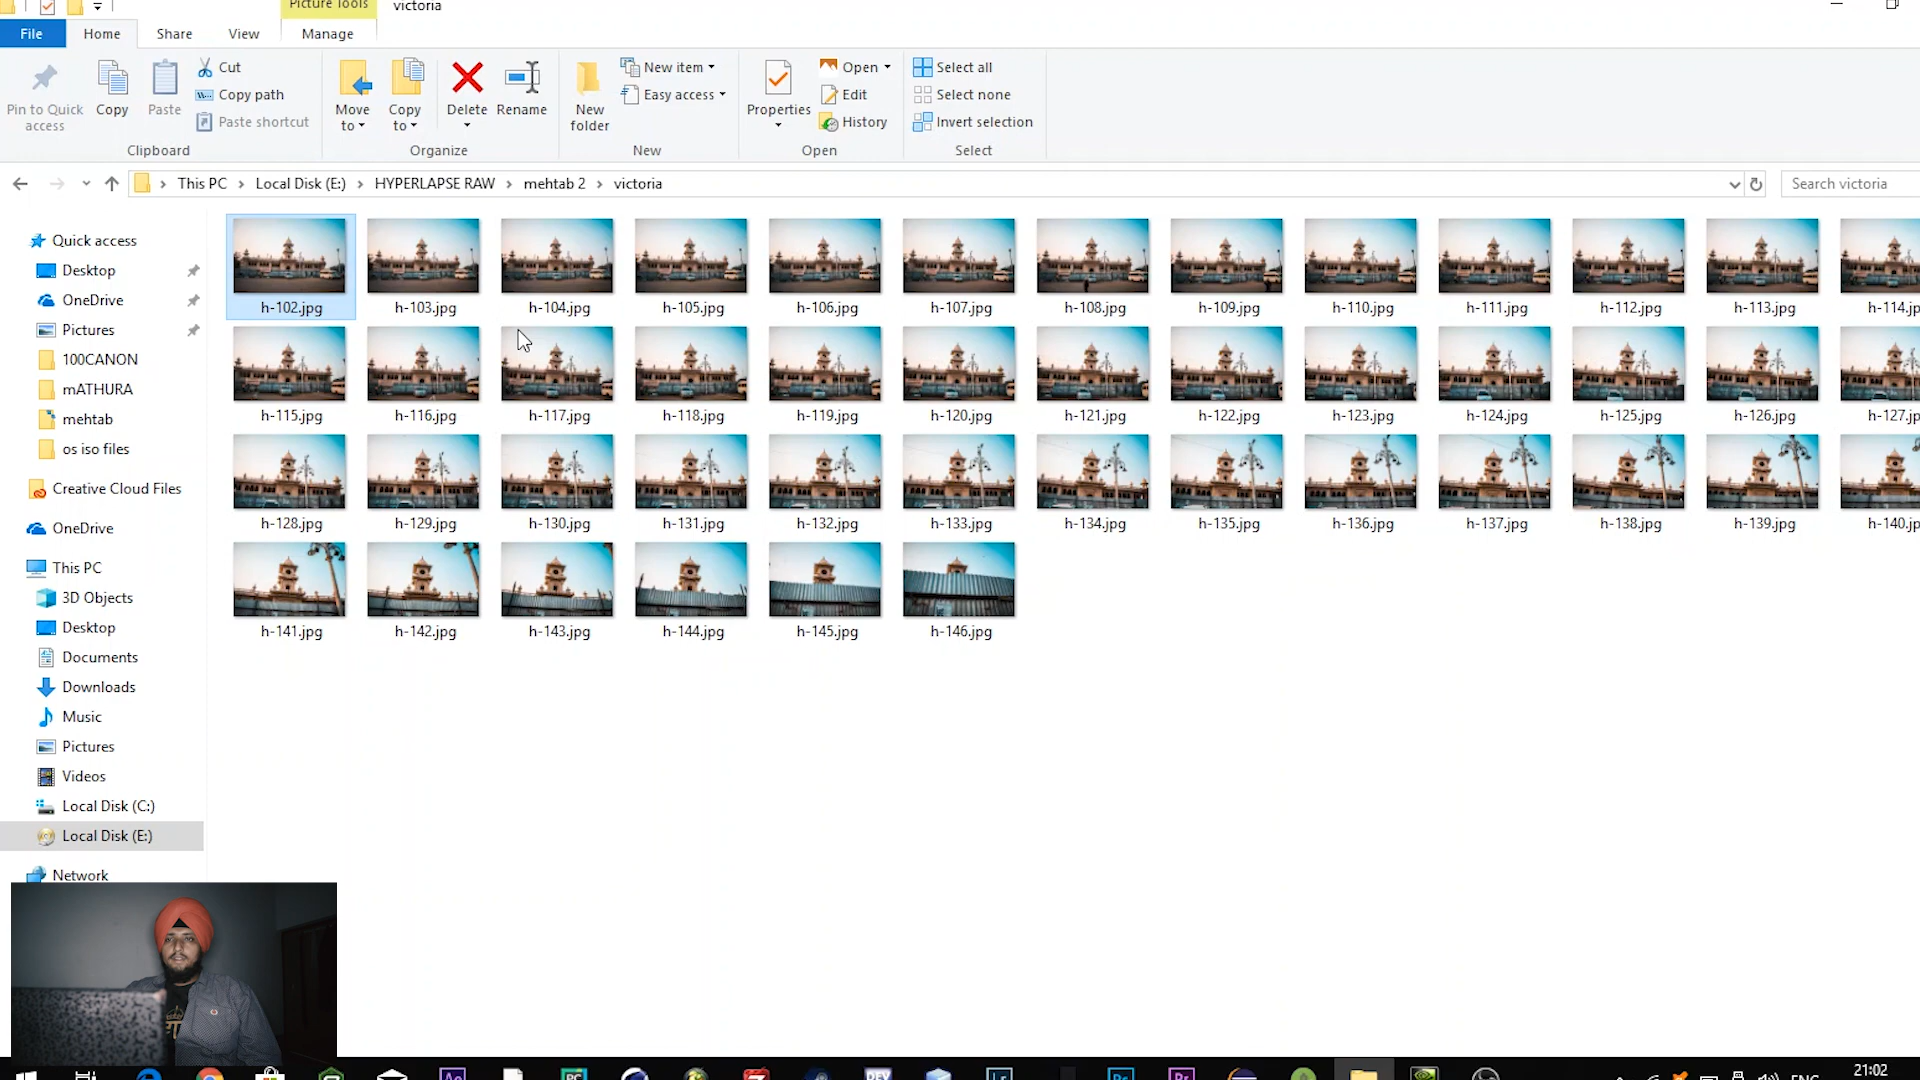 Picture Tools victoria
File Home Share View Manage
Pin to Quick access
Copy
Paste
Cut
Copy path
Paste shortcut
Clipboard
Move to
Copy to
Delete
Rename
Organize
New folder
New item
Easy access
New
Properties
Open
Edit
History
Open
Select all
Select none
Invert selection
Select
This PC Local Disk (E:) HYPERLAPSE RAW mehtab 2 victoria
Search victoria
Quick access
Desktop
OneDrive
Pictures
100CANON
mATHURA
mehtab
os iso files
Creative Cloud Files
OneDrive
This PC
3D Objects
Desktop
Documents
Downloads
Music
Pictures
Videos
Local Disk (C:)
Local Disk (E:)
Network
h-102.jpg h-103.jpg h-104.jpg h-105.jpg h-106.jpg h-107.jpg h-108.jpg h-109.jpg h-110.jpg h-111.jpg h-112.jpg h-113.jpg h-114.jp
h-115.jpg h-116.jpg h-117.jpg h-118.jpg h-119.jpg h-120.jpg h-121.jpg h-122.jpg h-123.jpg h-124.jpg h-125.jpg h-126.jpg h-127.jp
h-128.jpg h-129.jpg h-130.jpg h-131.jpg h-132.jpg h-133.jpg h-134.jpg h-135.jpg h-136.jpg h-137.jpg h-138.jpg h-139.jpg h-140.jp
h-141.jpg h-142.jpg h-143.jpg h-144.jpg h-145.jpg h-146.jpg
21:02